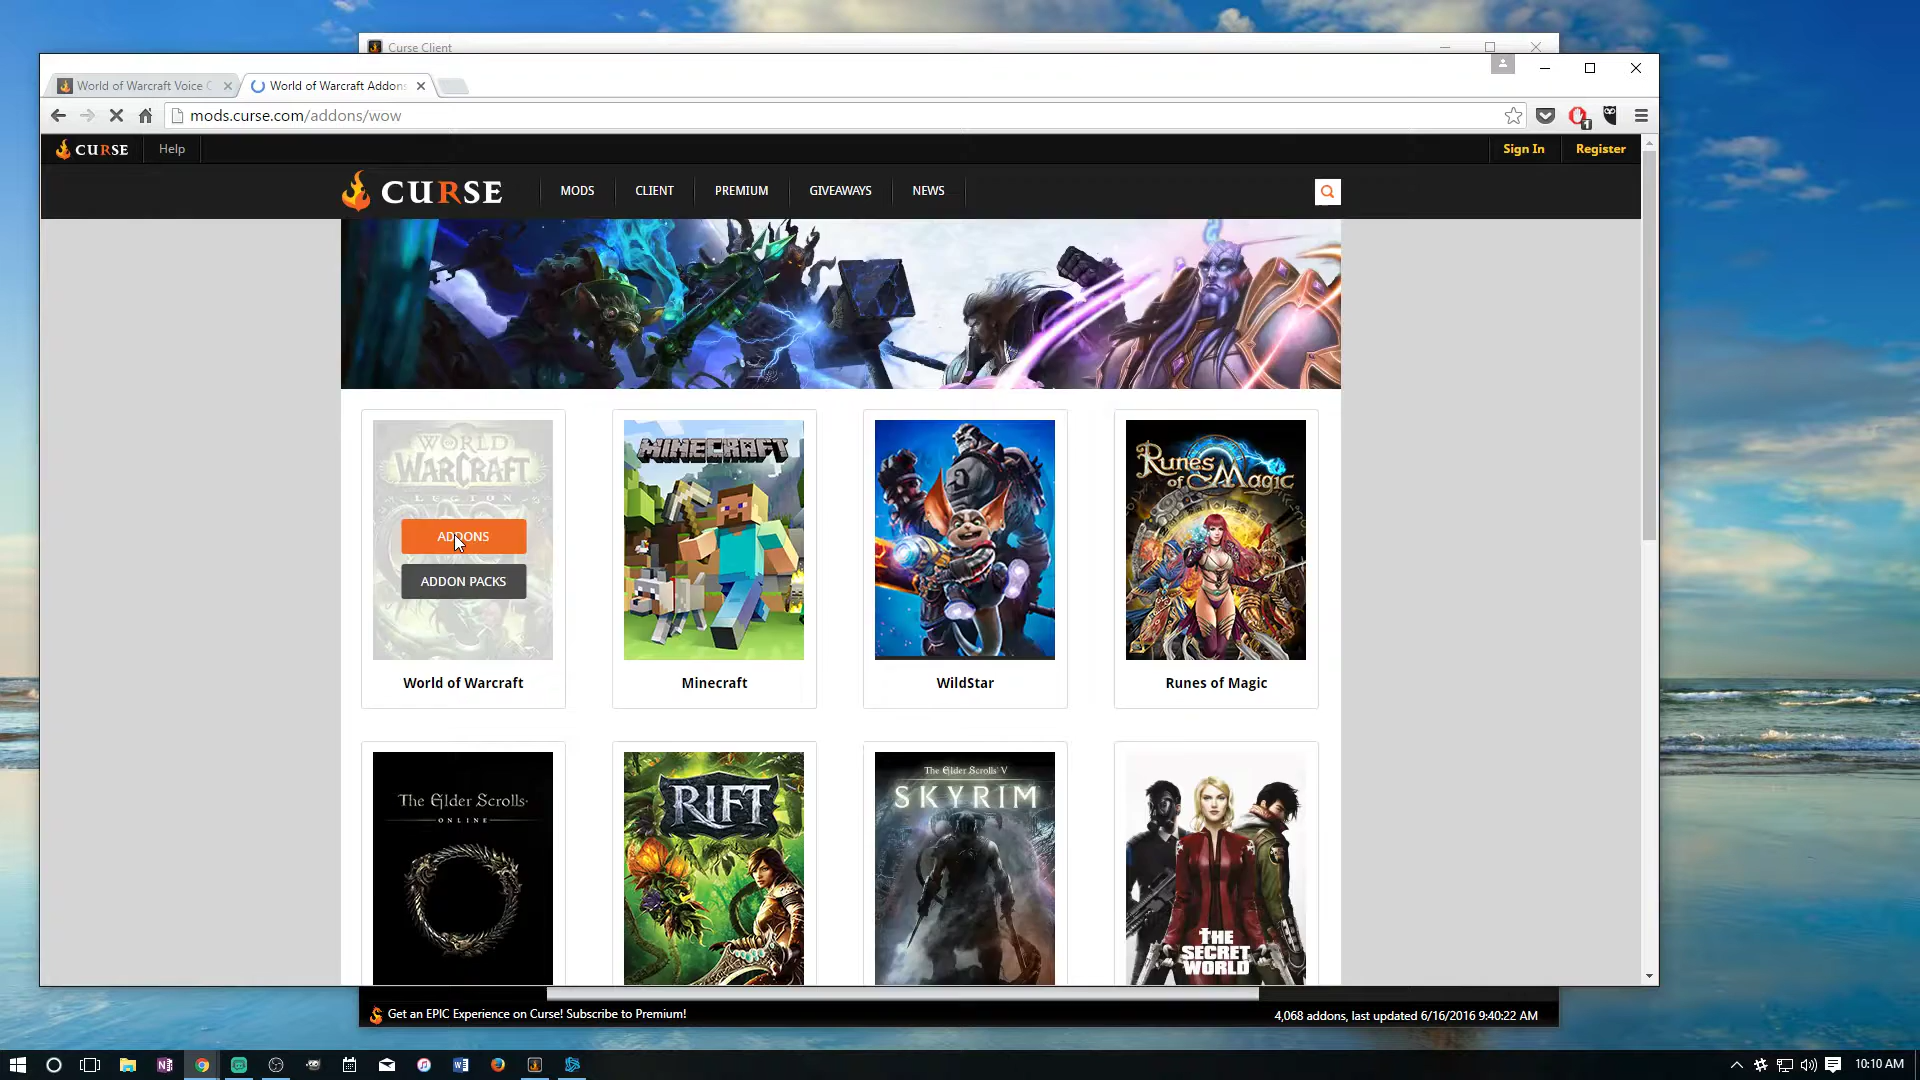 Curse Client
World of Warcraft Voice
World of Warcraft Addons
mods.curse.com/addons/wow
CURSE
Help
Sign In
Register
CURSE
MODS
CLIENT
PREMIUM
GIVEAWAYS
NEWS
WORLD
OF
WARCRAFT
LEGION
ADDONS
ADDON PACKS
World of Warcraft
MINECRAFT
Minecraft
WildStar
Runes
of Magic
Runes of Magic
The Elder Scrolls
ONLINE
RIFT
The Elder Scrolls V
SKYRIM
THE
SECRET
WORLD
Get an EPIC Experience on Curse! Subscribe to Premium!
4,068 addons, last updated 6/16/2016 9:40:22 AM
10:10 AM